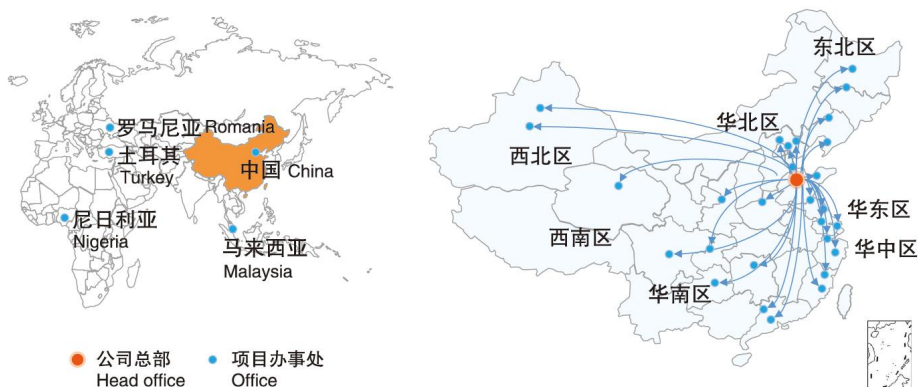 罗马尼亚 Romania
土耳其
Turkey
中国 China
尼日利亚
Nigeria
马来西亚
Malaysia
公司总部
Head office
项目办事处
Office
东北区
华北区
西北区
西南区
华东区
华中区
华南区